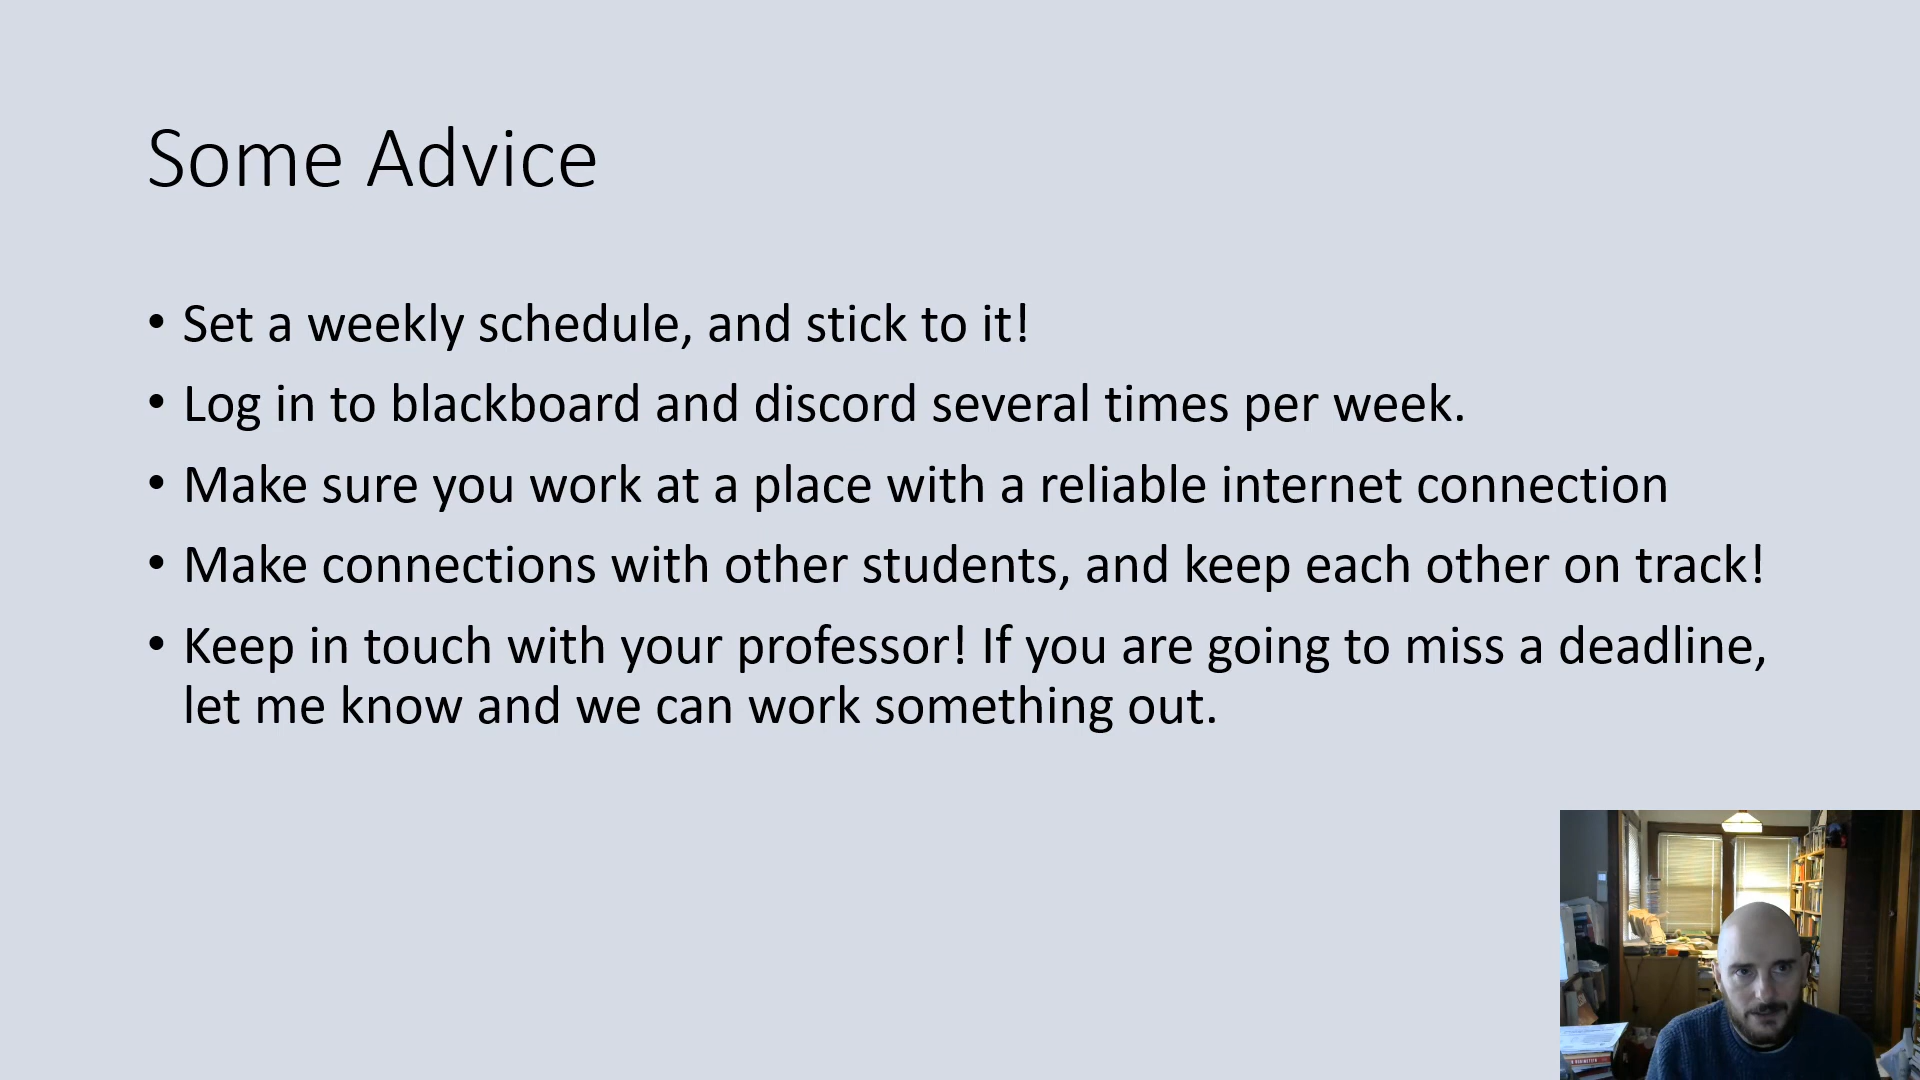 Some Advice
• Set a weekly schedule, and stick to it!
• Log in to blackboard and discord several times per week.
• Make sure you work at a place with a reliable internet connection
• Make connections with other students, and keep each other on track!
• Keep in touch with your professor! If you are going to miss a deadline,
let me know and we can work something out.